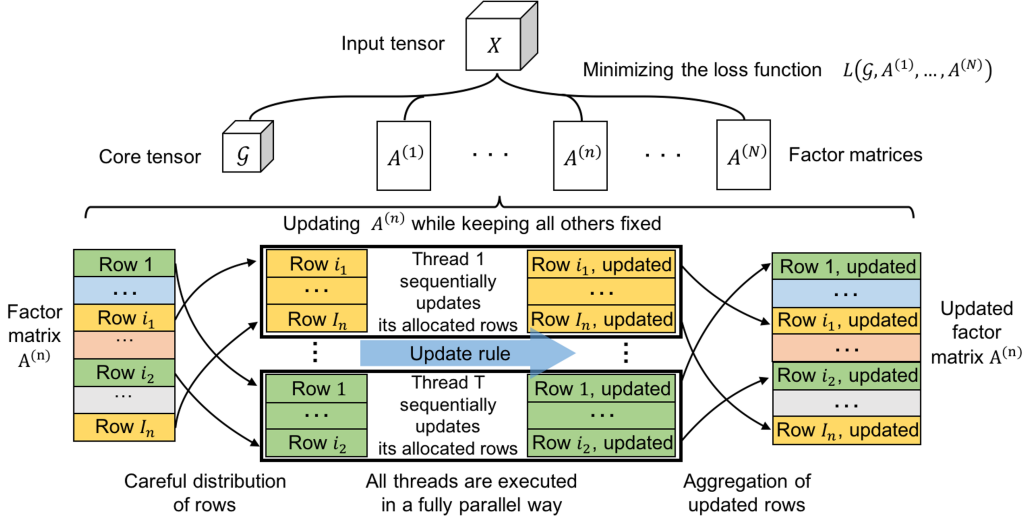 Input tensor
X
Minimizing the loss function L(𝒢, A⁽¹⁾, ..., A⁽ᴺ⁾)
Core tensor
𝒢
A⁽¹⁾
. . .
A⁽ⁿ⁾
. . .
A⁽ᴺ⁾
Factor matrices
Updating A⁽ⁿ⁾ while keeping all others fixed
Factor
matrix
A⁽ⁿ⁾
Row 1
...
Row i₁
...
Row i₂
...
Row Iₙ
Row i₁
...
Row Iₙ
Thread 1
sequentially
updates
its allocated rows
Row i₁, updated
...
Row Iₙ, updated
Update rule
Row 1
...
Row i₂
Thread T
sequentially
updates
its allocated rows
Row 1, updated
...
Row i₂, updated
Row 1, updated
...
Row i₁, updated
...
Row i₂, updated
...
Row Iₙ, updated
Updated
factor
matrix A⁽ⁿ⁾
Careful distribution
of rows
All threads are executed
in a fully parallel way
Aggregation of
updated rows